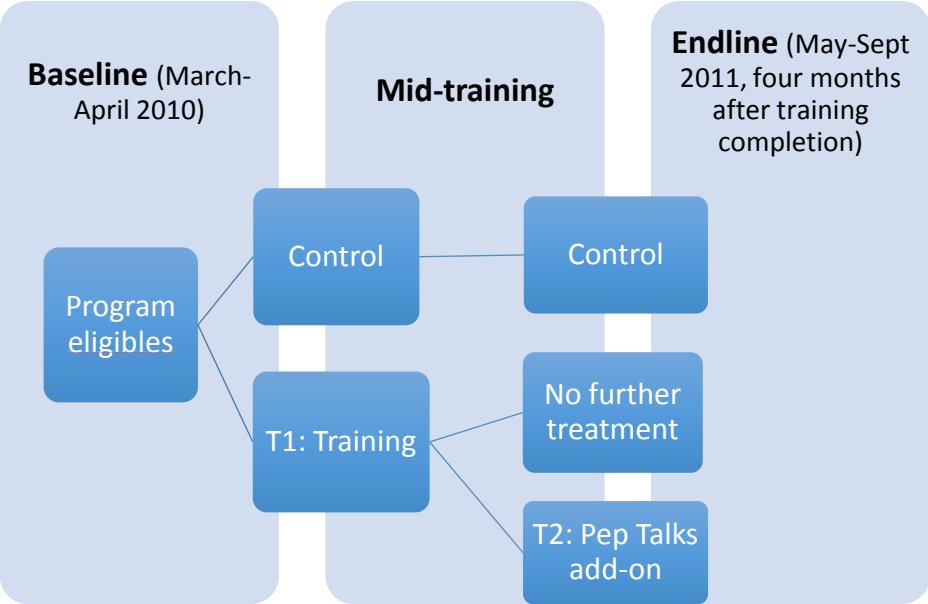 Baseline (March-
April 2010)
Mid-training
Endline (May-Sept
2011, four months
after training
completion)
Program
eligibles
Control
T1: Training
Control
No further
treatment
T2: Pep Talks
add-on